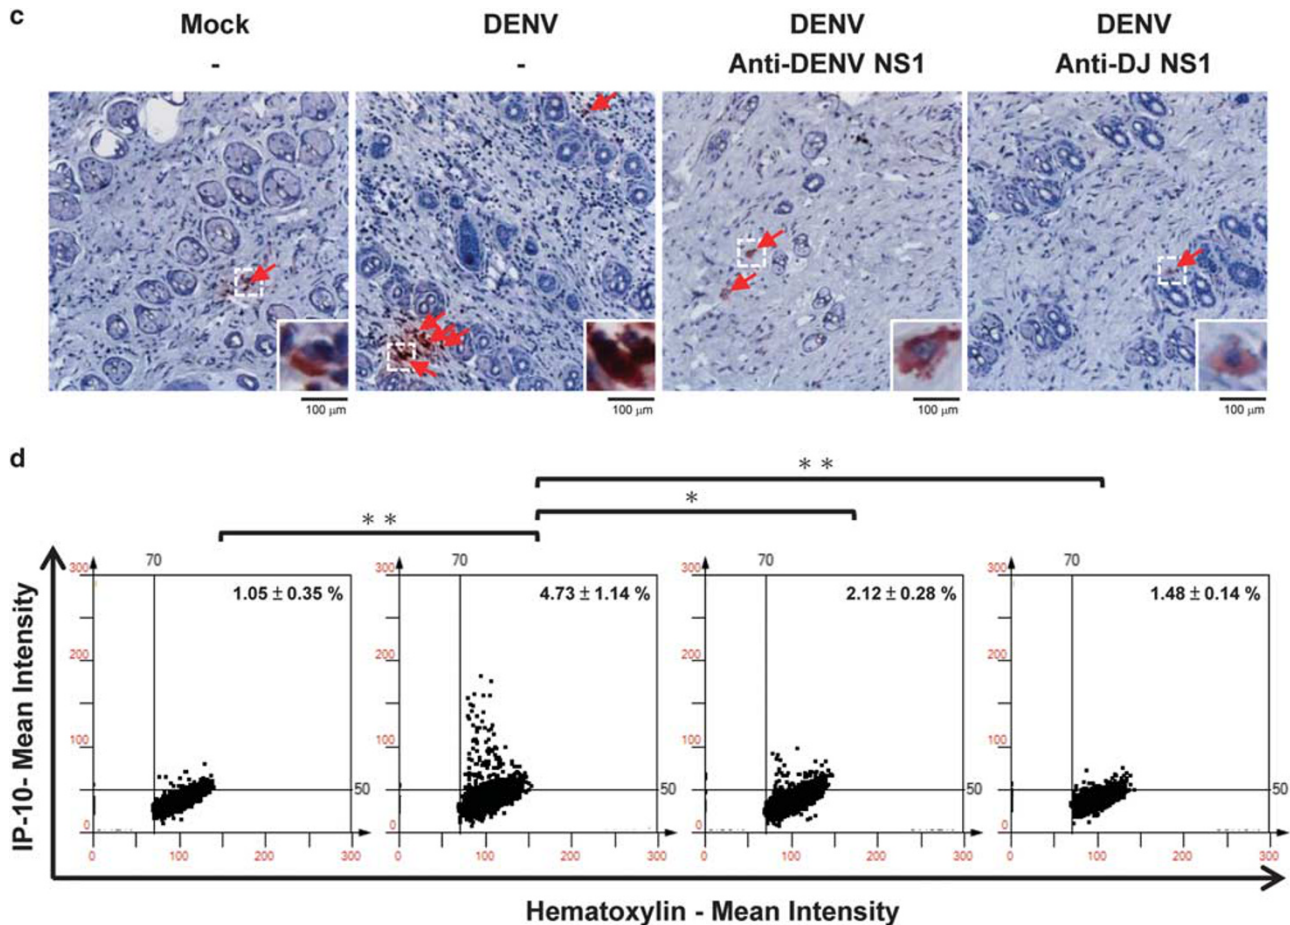 c
Mock DENV DENV DENV
- - Anti-DENV NS1 Anti-DJ NS1
100 μm 100 μm 100 μm 100 μm
d
* *
*
* *
70 70 70 70
300 300 300 300
1.05 ± 0.35 % 4.73 ± 1.14 % 2.12 ± 0.28 % 1.48 ± 0.14 %
200 200 200 200
100 100 100 100
50 50 50 50
0 0 0 0
0 100 200 300 0 100 200 300 0 100 200 300 0 100 200 300
IP-10- Mean Intensity
Hematoxylin - Mean Intensity